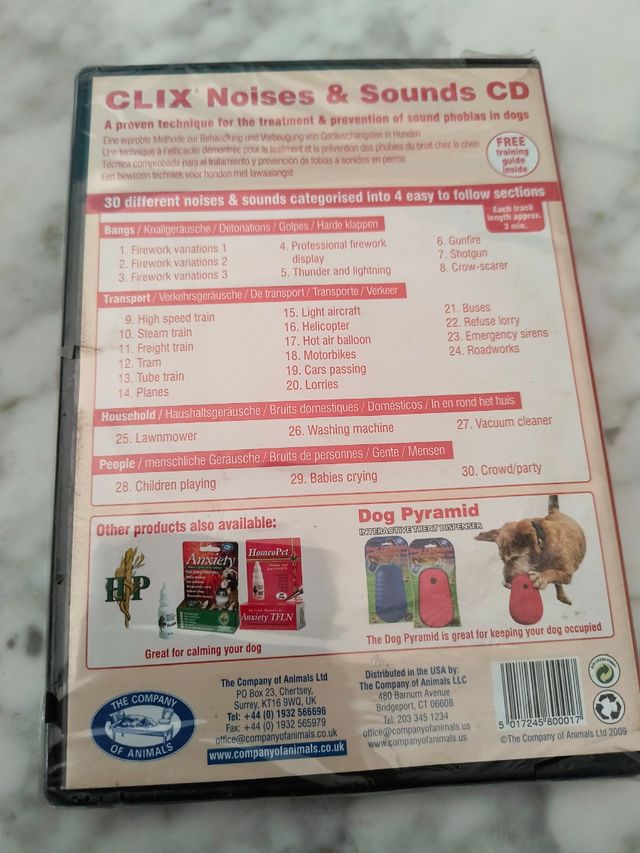 CLIX Noises & Sounds CD
A proven technique for the treatment & prevention of sound phobias in dogs
Eine erprobte Methode zur Behandlung und Vorbeugung von Geräuschängsten in Hunden
Une technique à l'efficacité démontrée pour le teaitment et la prévention des phobies du bruit chez le chein
Técnica comprobada para el tratamiento y prevención de fobias a sonidos en perros
Een bewezen techniek voor honden met lawaaiangst
FREE
training
guide
inside
30 different noises & sounds categorised into 4 easy to follow sections
Each track
length approx.
3 min.
Bangs / Knallgeräusche / Détonations / Golpes / Harde klappen
1. Firework variations 1
2. Firework variations 2
3. Firework variations 3
4. Professional firework
display
5. Thunder and lightning
6. Gunfire
7. Shotgun
8. Crow-scarer
Transport / Verkehrsgeräusche / De transport / Transporte / Verkeer
9. High speed train
10. Steam train
11. Freight train
12. Tram
13. Tube train
14. Planes
15. Light aircraft
16. Helicopter
17. Hot air balloon
18. Motorbikes
19. Cars passing
20. Lorries
21. Buses
22. Refuse lorry
23. Emergency sirens
24. Roadworks
Household / Haushaltsgeräusche / Bruits domestiques / Domésticos / In en rond het huis
25. Lawnmower
26. Washing machine
27. Vacuum cleaner
People / menschliche Geräusche / Bruits de personnes / Gente / Mensen
28. Children playing
29. Babies crying
30. Crowd/party
Other products also available:
HP
Anxiety
HomeoPet
Anxiety TFLN
Great for calming your dog
Dog Pyramid
INTERACTIVE TREAT DISPENSER
The Dog Pyramid is great for keeping your dog occupied
THE COMPANY
OF ANIMALS
The Company of Animals Ltd
PO Box 23, Chertsey,
Surrey, KT16 9WQ, UK
Tel: +44 (0) 1932 566696
Fax: +44 (0) 1932 565979
office@companyofanimals.co.uk
www.companyofanimals.co.uk
Distributed in the USA by:
The Company of Animals LLC
480 Barnum Avenue
Bridgeport, CT 06608
Tel: 203 345 1234
office@companyofanimals.us
www.companyofanimals.us
5 017245 800017
©The Company of Animals Ltd 2009